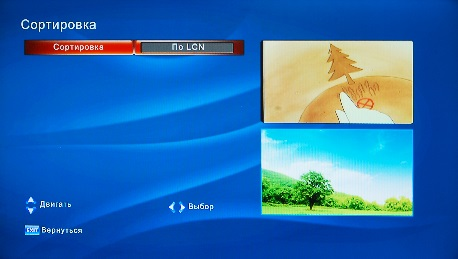 Сортировка
Сортировка По LCN
Двигать Выбор
EXIT Вернуться